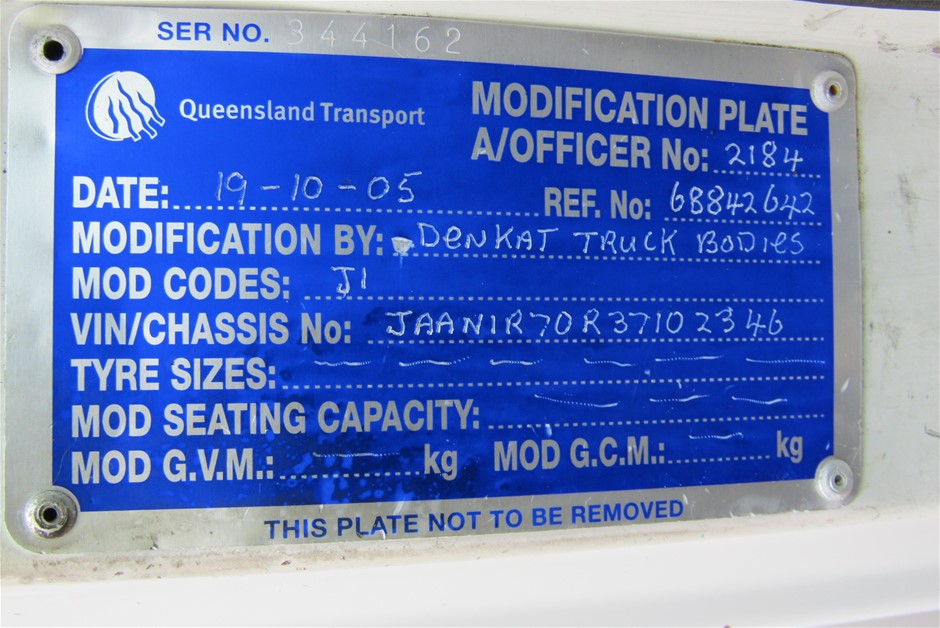 SER NO. 344162
Queensland Transport
MODIFICATION PLATE
A/OFFICER No: 2184
DATE: 19-10-05 REF. No: 68842642
MODIFICATION BY: DENKAT TRUCK BODIES
MOD CODES: J1
VIN/CHASSIS No: JAAN1R70R37102346
TYRE SIZES: — — — — — —
MOD SEATING CAPACITY: — — —
MOD G.V.M.: — kg MOD G.C.M.: — kg
THIS PLATE NOT TO BE REMOVED